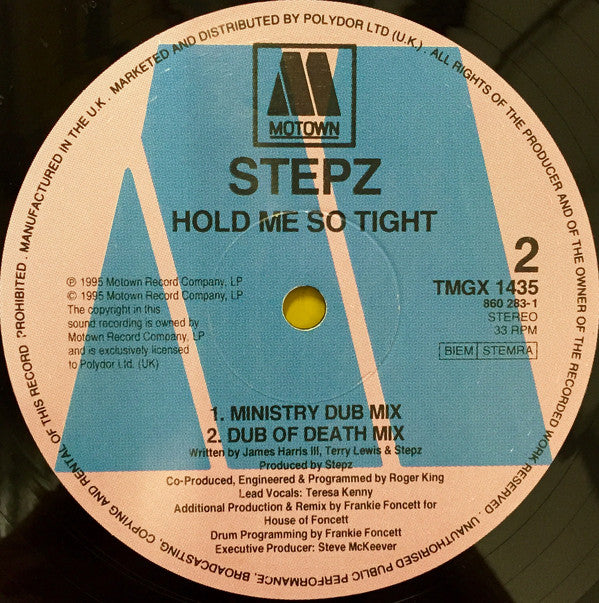 MOTOWN
STEPZ
HOLD ME SO TIGHT
2
TMGX 1435
860 283-1
STEREO
33 RPM
BIEM STEMRA
℗ 1995 Motown Record Company, LP
© 1995 Motown Record Company, LP
The copyright in this
sound recording is owned by
Motown Record Company, LP
and is exclusively licensed
to Polydor Ltd. (UK)
1. MINISTRY DUB MIX
2. DUB OF DEATH MIX
Written by James Harris III, Terry Lewis & Stepz
Produced by Stepz
Co-Produced, Engineered & Programmed by Roger King
Lead Vocals: Teresa Kenny
Additional Production & Remix by Frankie Foncett for
House of Foncett
Drum Programming by Frankie Foncett
Executive Producer: Steve McKeever
MANUFACTURED IN THE U.K. MARKETED AND DISTRIBUTED BY POLYDOR LTD (U.K.). ALL RIGHTS OF THE PRODUCER AND OF THE OWNER OF THE RECORDED WORK RESERVED. UNAUTHORISED PUBLIC PERFORMANCE, BROADCASTING, COPYING AND RENTAL OF THIS RECORD PROHIBITED.